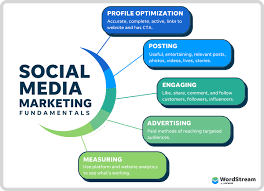 PROFILE OPTIMIZATION
Accurate, complete, active, links to
website and has CTA.
POSTING
Useful, entertaining, relevant posts,
photos, videos, lives, stories.
SOCIAL
MEDIA
MARKETING
FUNDAMENTALS
ENGAGING
Like, share, comment, and follow
customers, followers, influencers.
ADVERTISING
Paid methods of reaching targeted
audiences.
MEASURING
Use platform and website analytics
to see what's working.
WordStream